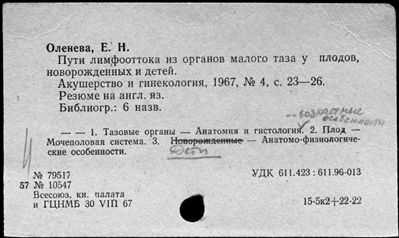 Оленева, Е. Н.
Пути лимфооттока из органов малого таза у плодов,
новорожденных и детей.
Акушерство и гинекология, 1967, № 4, с. 23—26.
Резюме на англ. яз.
Библиогр.: 6 назв.
— возрастные
особенности
— — 1. Тазовые органы — Анатомия и гистология. 2. Плод —
Мочеполовая система. 3. Новорожденные — Анатомо-физиологиче-
ские особенности.
Дети
№ 79517
УДК 611.423 : 611.96-013
57 № 10547
Всесоюз. кн. палата
и ГЦНМБ 30 VIII 67
15-5к2+22-22